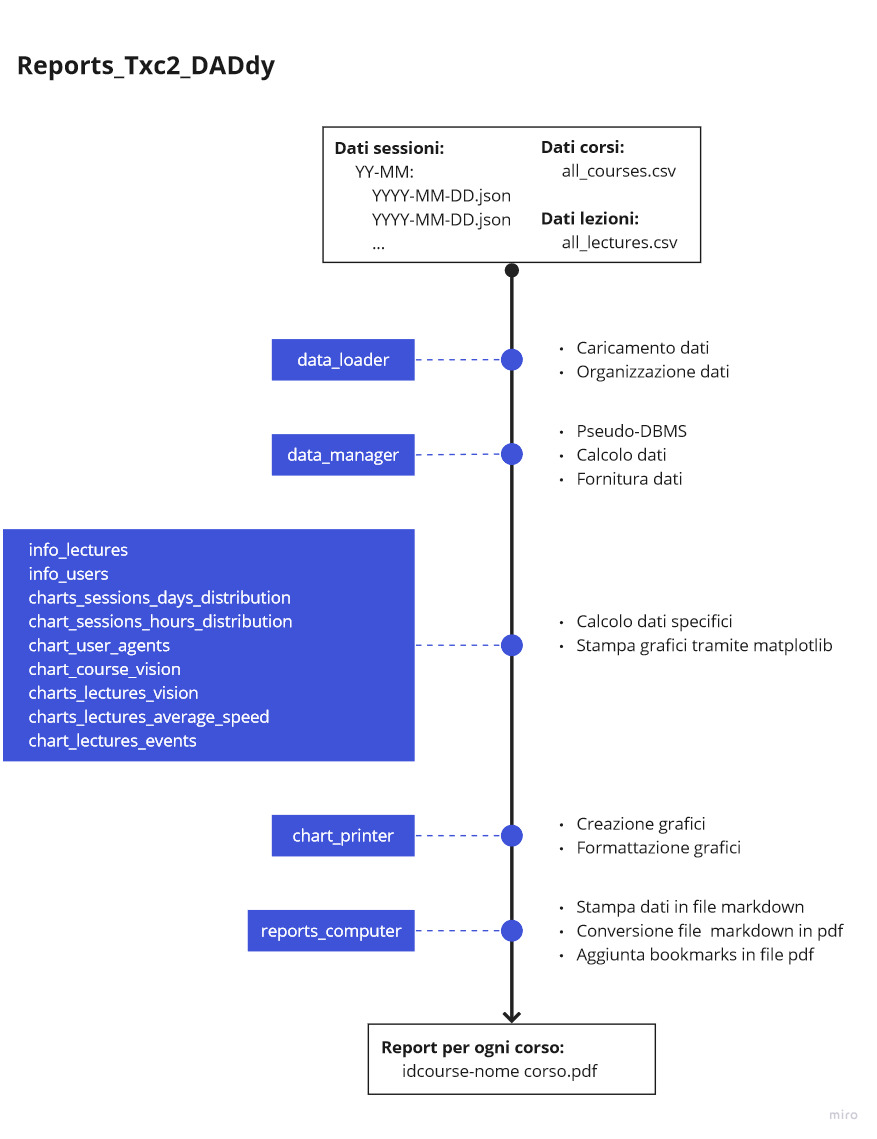 Reports_Txc2_DADdy
Dati sessioni:
YY-MM:
YYYY-MM-DD.json
YYYY-MM-DD.json
...
Dati corsi:
all_courses.csv
Dati lezioni:
all_lectures.csv
data_loader
• Caricamento dati
• Organizzazione dati
data_manager
• Pseudo-DBMS
• Calcolo dati
• Fornitura dati
info_lectures
info_users
charts_sessions_days_distribution
chart_sessions_hours_distribution
chart_user_agents
chart_course_vision
charts_lectures_vision
charts_lectures_average_speed
chart_lectures_events
• Calcolo dati specifici
• Stampa grafici tramite matplotlib
chart_printer
• Creazione grafici
• Formattazione grafici
reports_computer
• Stampa dati in file markdown
• Conversione file  markdown in pdf
• Aggiunta bookmarks in file pdf
Report per ogni corso:
idcourse-nome corso.pdf
miro